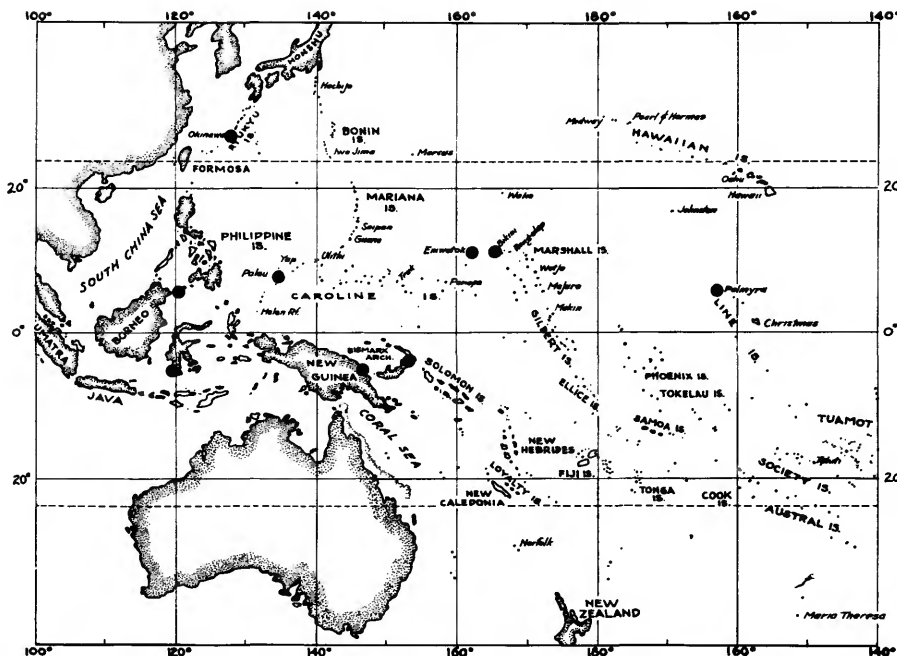 100° 120° 140° 160° 180° 160° 140°
HONSHU
Hachijo
RYUKYU IS.
Okinawa
BONIN IS.
Iwo Jima
Marcus
Midway
Pearl & Hermes
HAWAIIAN IS.
FORMOSA
Oahu
Hawaii
20° 20°
MARIANA IS.
Wake
Johnston
SOUTH CHINA SEA
PHILIPPINE IS.
Saipan
Guam
Eniwetok
Bikini
Rongelap
MARSHALL IS.
Yap
Ulithi
Palau
Truk
Wotje
Ponape
Majuro
Palmyra
CAROLINE IS.
Helen Rf.
Makin
LINE IS.
Christmas
BORNEO
0° 0°
SUMATRA
GILBERT IS.
BISMARK ARCH.
NEW GUINEA
SOLOMON IS.
PHOENIX IS.
JAVA
ELLICE IS.
TOKELAU IS.
CORAL SEA
SAMOA IS.
TUAMOT
NEW HEBRIDES
FIJI IS.
SOCIETY IS.
Tahiti
LOYALTY IS.
20° 20°
NEW CALEDONIA
TONGA IS.
COOK IS.
AUSTRAL IS.
Norfolk
NEW ZEALAND
Maria Theresa
100° 120° 140° 160° 180° 160° 140°